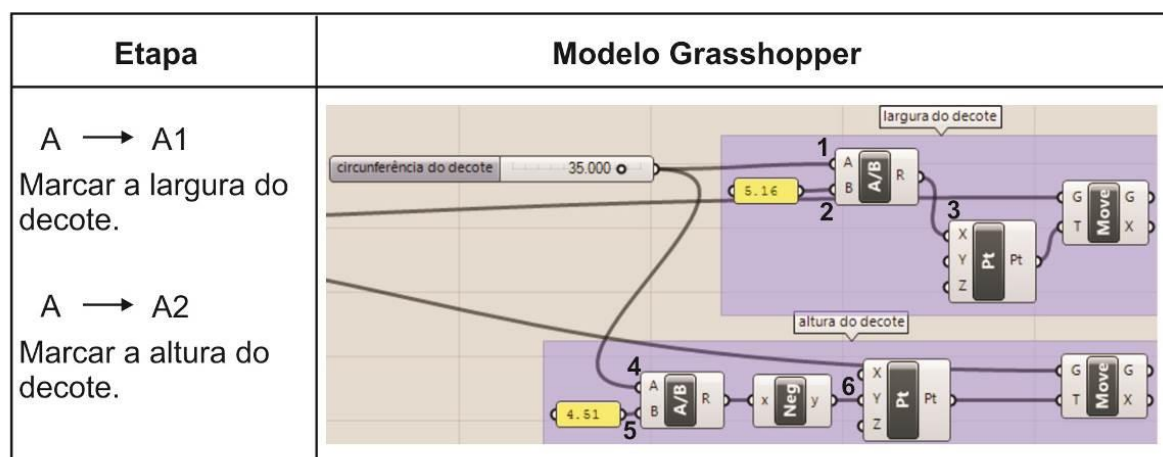 Etapa
Modelo Grasshopper
A → A1
Marcar a largura do
decote.
A → A2
Marcar a altura do
decote.
largura do decote
circunferência do decote 35.000
1
A
B
A/B
R
5.16
2
3
X
Y
Z
Pt
Pt
G
T
Move
G
X
altura do decote
4
A
B
A/B
R
4.51
5
x
Neg
y
6
X
Y
Z
Pt
Pt
G
T
Move
G
X